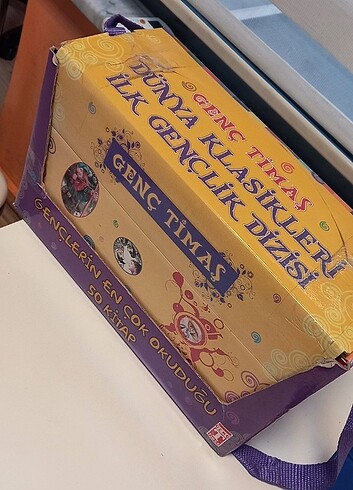 GENÇ TİMAŞ
DÜNYA KLASİKLERİ
İLK GENÇLİK DİZİSİ
GENÇ TİMAŞ
GENÇLERİN EN ÇOK OKUDUĞU
50 KİTAP